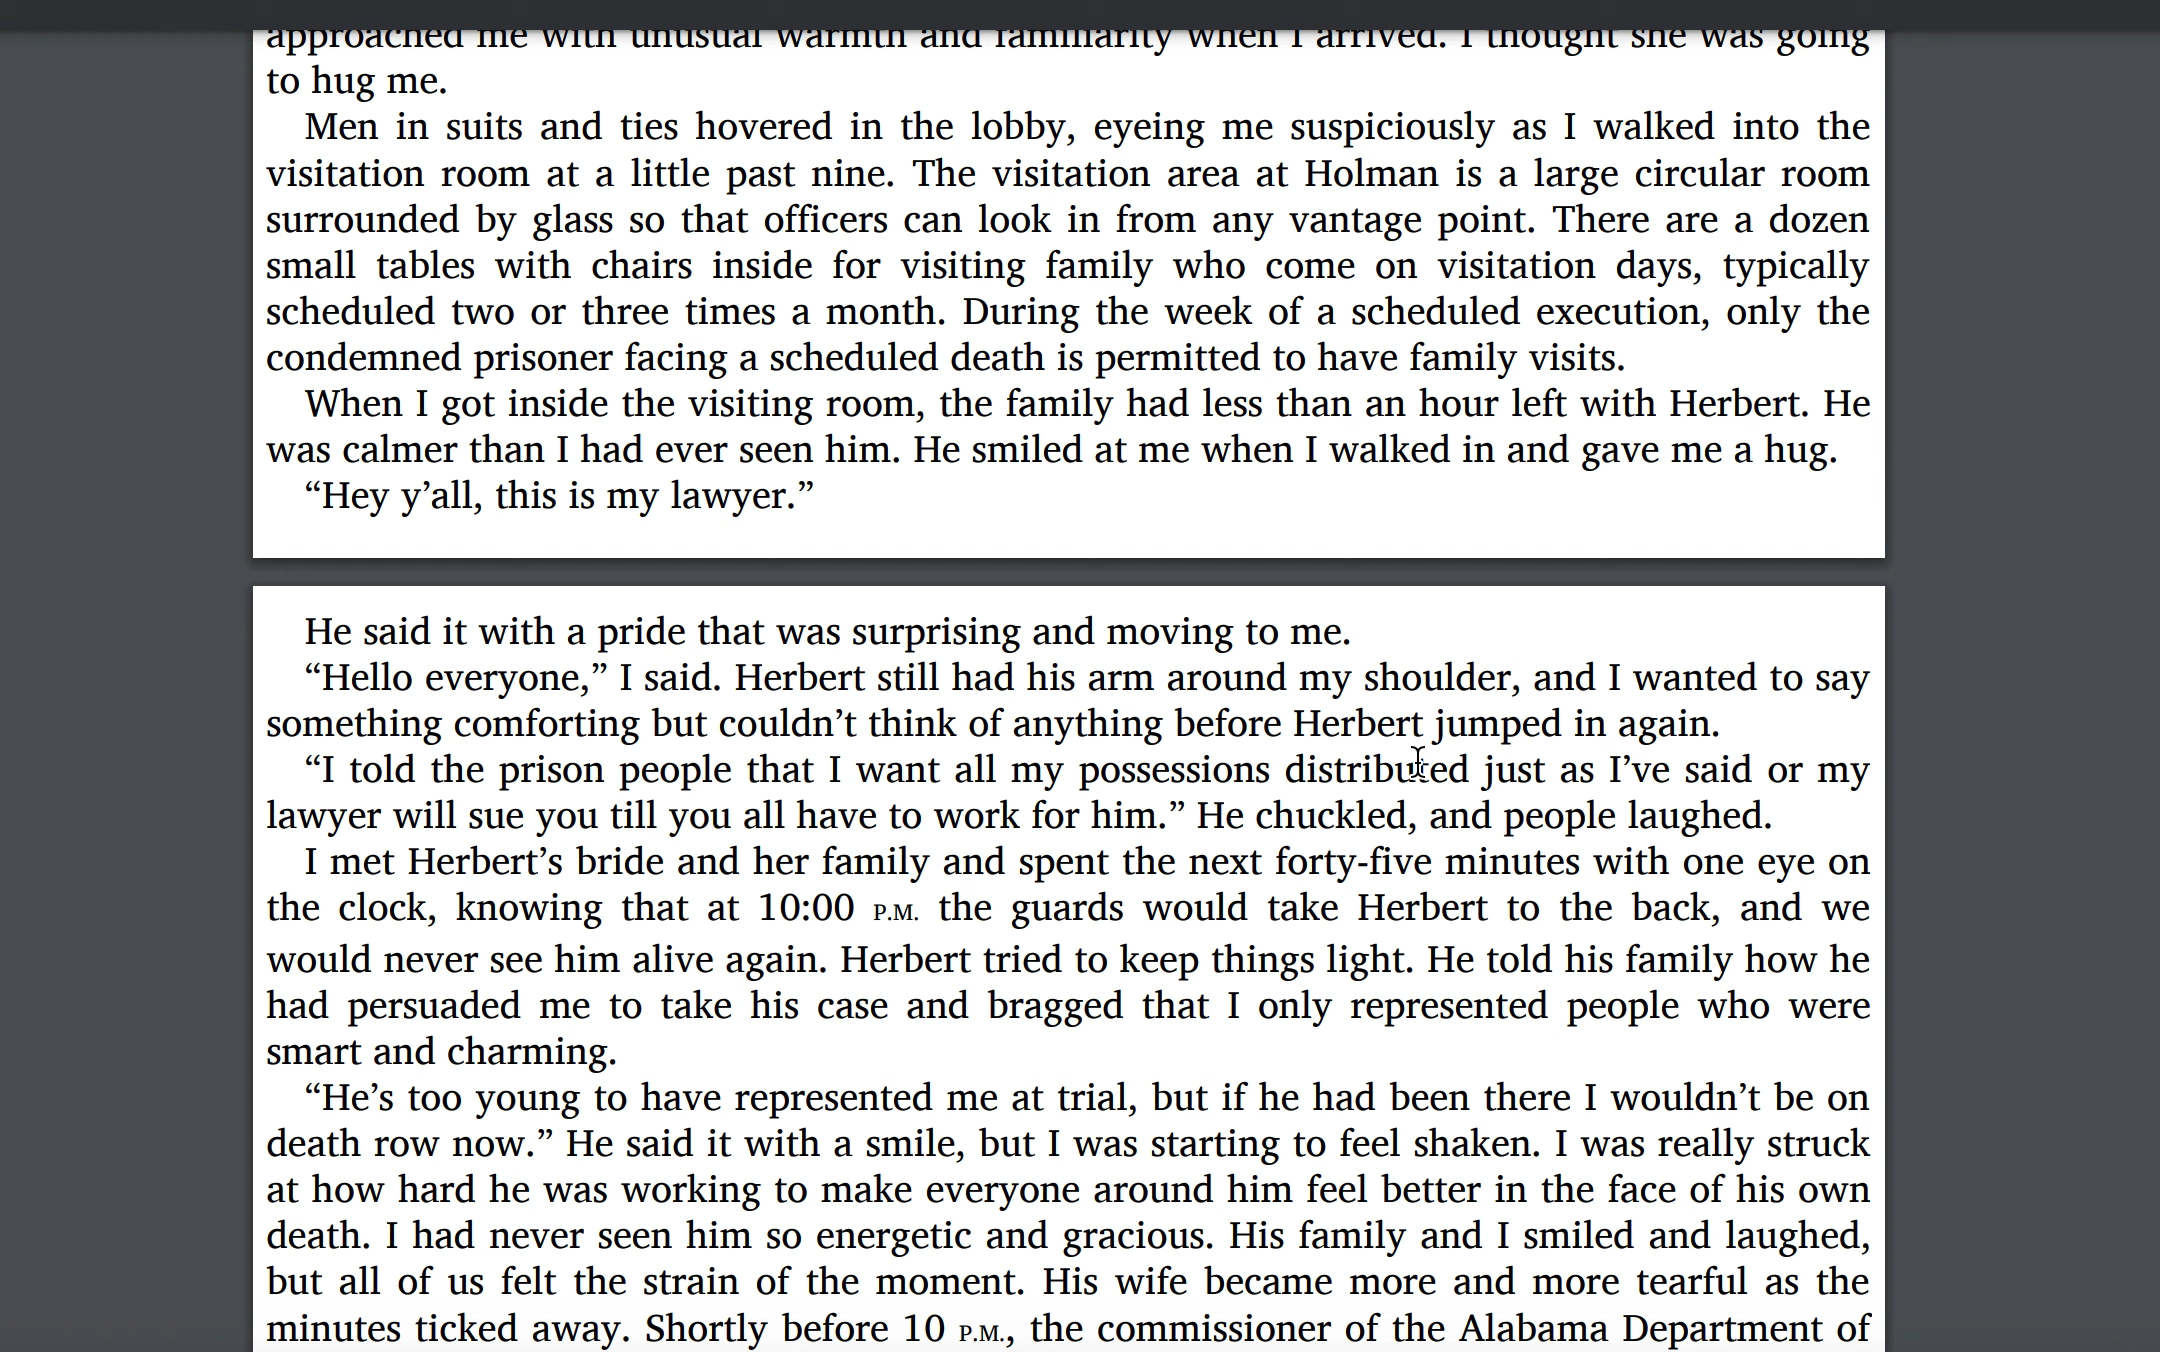 approached me with unusual warmth and familiarity when I arrived. I thought she was going
to hug me.
Men in suits and ties hovered in the lobby, eyeing me suspiciously as I walked into the
visitation room at a little past nine. The visitation area at Holman is a large circular room
surrounded by glass so that officers can look in from any vantage point. There are a dozen
small tables with chairs inside for visiting family who come on visitation days, typically
scheduled two or three times a month. During the week of a scheduled execution, only the
condemned prisoner facing a scheduled death is permitted to have family visits.
When I got inside the visiting room, the family had less than an hour left with Herbert. He
was calmer than I had ever seen him. He smiled at me when I walked in and gave me a hug.
“Hey y’all, this is my lawyer.”
He said it with a pride that was surprising and moving to me.
“Hello everyone,” I said. Herbert still had his arm around my shoulder, and I wanted to say
something comforting but couldn’t think of anything before Herbert jumped in again.
“I told the prison people that I want all my possessions distributed just as I’ve said or my
lawyer will sue you till you all have to work for him.” He chuckled, and people laughed.
I met Herbert’s bride and her family and spent the next forty-five minutes with one eye on
the clock, knowing that at 10:00 P.M. the guards would take Herbert to the back, and we
would never see him alive again. Herbert tried to keep things light. He told his family how he
had persuaded me to take his case and bragged that I only represented people who were
smart and charming.
“He’s too young to have represented me at trial, but if he had been there I wouldn’t be on
death row now.” He said it with a smile, but I was starting to feel shaken. I was really struck
at how hard he was working to make everyone around him feel better in the face of his own
death. I had never seen him so energetic and gracious. His family and I smiled and laughed,
but all of us felt the strain of the moment. His wife became more and more tearful as the
minutes ticked away. Shortly before 10 P.M., the commissioner of the Alabama Department of